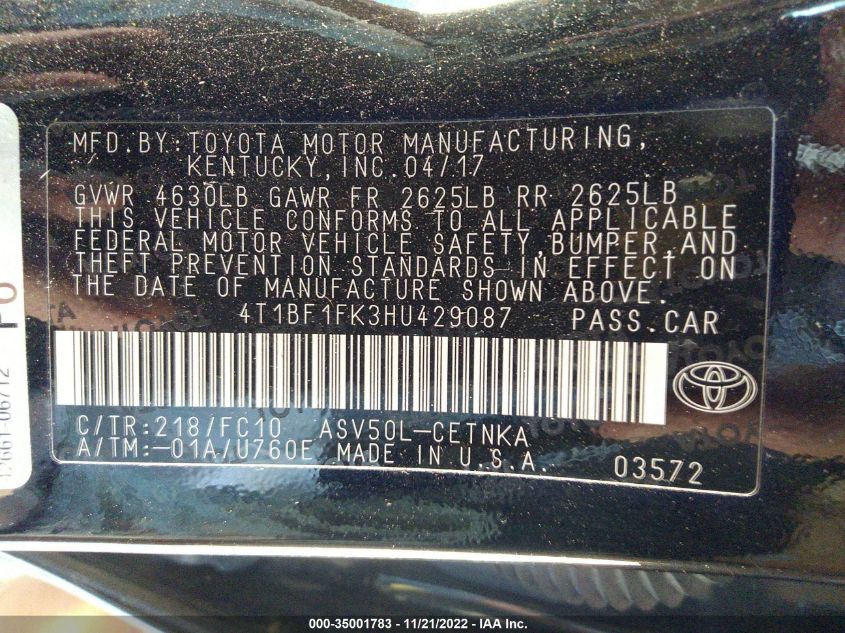 MFD. BY: TOYOTA MOTOR MANUFACTURING,
KENTUCKY, INC. 04/17
GVWR 4630LB GAWR FR 2625LB RR 2625LB
THIS VEHICLE CONFORMS TO ALL APPLICABLE
FEDERAL MOTOR VEHICLE SAFETY, BUMPER, AND
THEFT PREVENTION STANDARDS IN EFFECT ON
THE DATE OF MANUFACTURE SHOWN ABOVE.
4T1BF1FK3HU429087 PASS. CAR
C/TR: 218/FC10 ASV50L-CETNKA
A/TM: -01A/U760E MADE IN U.S.A.
03572
000-35001783 - 11/21/2022 - IAA Inc.